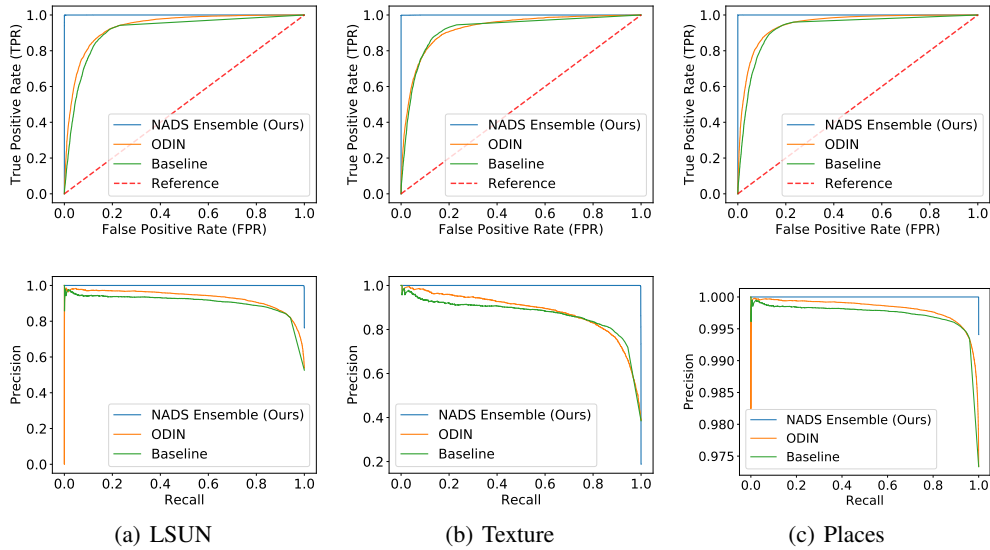 1.0
0.8
0.6
0.4
0.2
0.0
True Positive Rate (TPR)
NADS Ensemble (Ours)
ODIN
Baseline
Reference
0.0 0.2 0.4 0.6 0.8 1.0
False Positive Rate (FPR)
1.0
0.8
0.6
0.4
0.2
0.0
True Positive Rate (TPR)
NADS Ensemble (Ours)
ODIN
Baseline
Reference
0.0 0.2 0.4 0.6 0.8 1.0
False Positive Rate (FPR)
1.0
0.8
0.6
0.4
0.2
0.0
True Positive Rate (TPR)
NADS Ensemble (Ours)
ODIN
Baseline
Reference
0.0 0.2 0.4 0.6 0.8 1.0
False Positive Rate (FPR)
1.0
0.8
0.6
0.4
0.2
0.0
Precision
NADS Ensemble (Ours)
ODIN
Baseline
0.0 0.2 0.4 0.6 0.8 1.0
Recall
(a) LSUN
1.0
0.8
0.6
0.4
0.2
Precision
NADS Ensemble (Ours)
ODIN
Baseline
0.0 0.2 0.4 0.6 0.8 1.0
Recall
(b) Texture
1.000
0.995
0.990
0.985
0.980
0.975
Precision
NADS Ensemble (Ours)
ODIN
Baseline
0.0 0.2 0.4 0.6 0.8 1.0
Recall
(c) Places